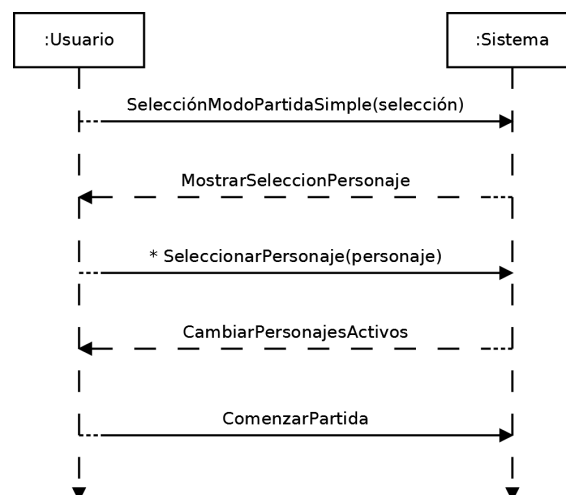 :Usuario
:Sistema
SelecciónModoPartidaSimple(selección)
MostrarSeleccionPersonaje
* SeleccionarPersonaje(personaje)
CambiarPersonajesActivos
ComenzarPartida